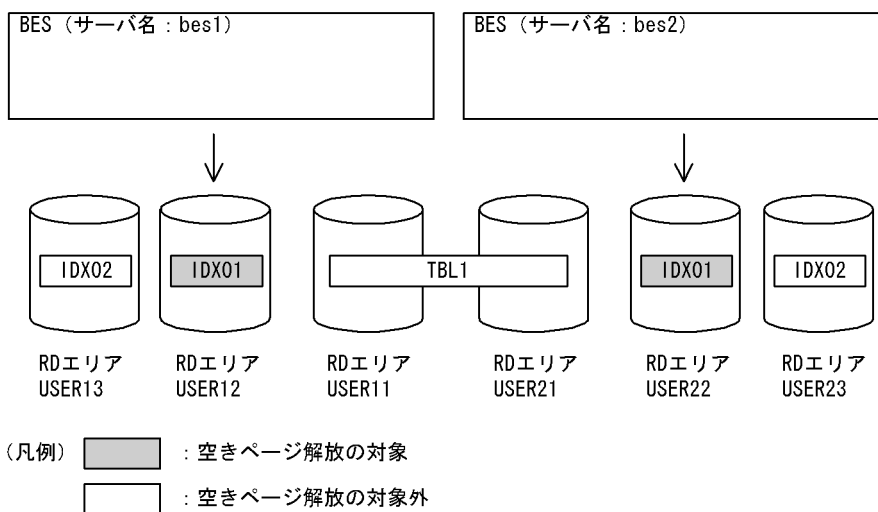 BES（サーバ名：bes1）
BES（サーバ名：bes2）
IDX02
IDX01
TBL1
IDX01
IDX02
RDエリア
USER13
RDエリア
USER12
RDエリア
USER11
RDエリア
USER21
RDエリア
USER22
RDエリア
USER23
（凡例）
：空きページ解放の対象
：空きページ解放の対象外